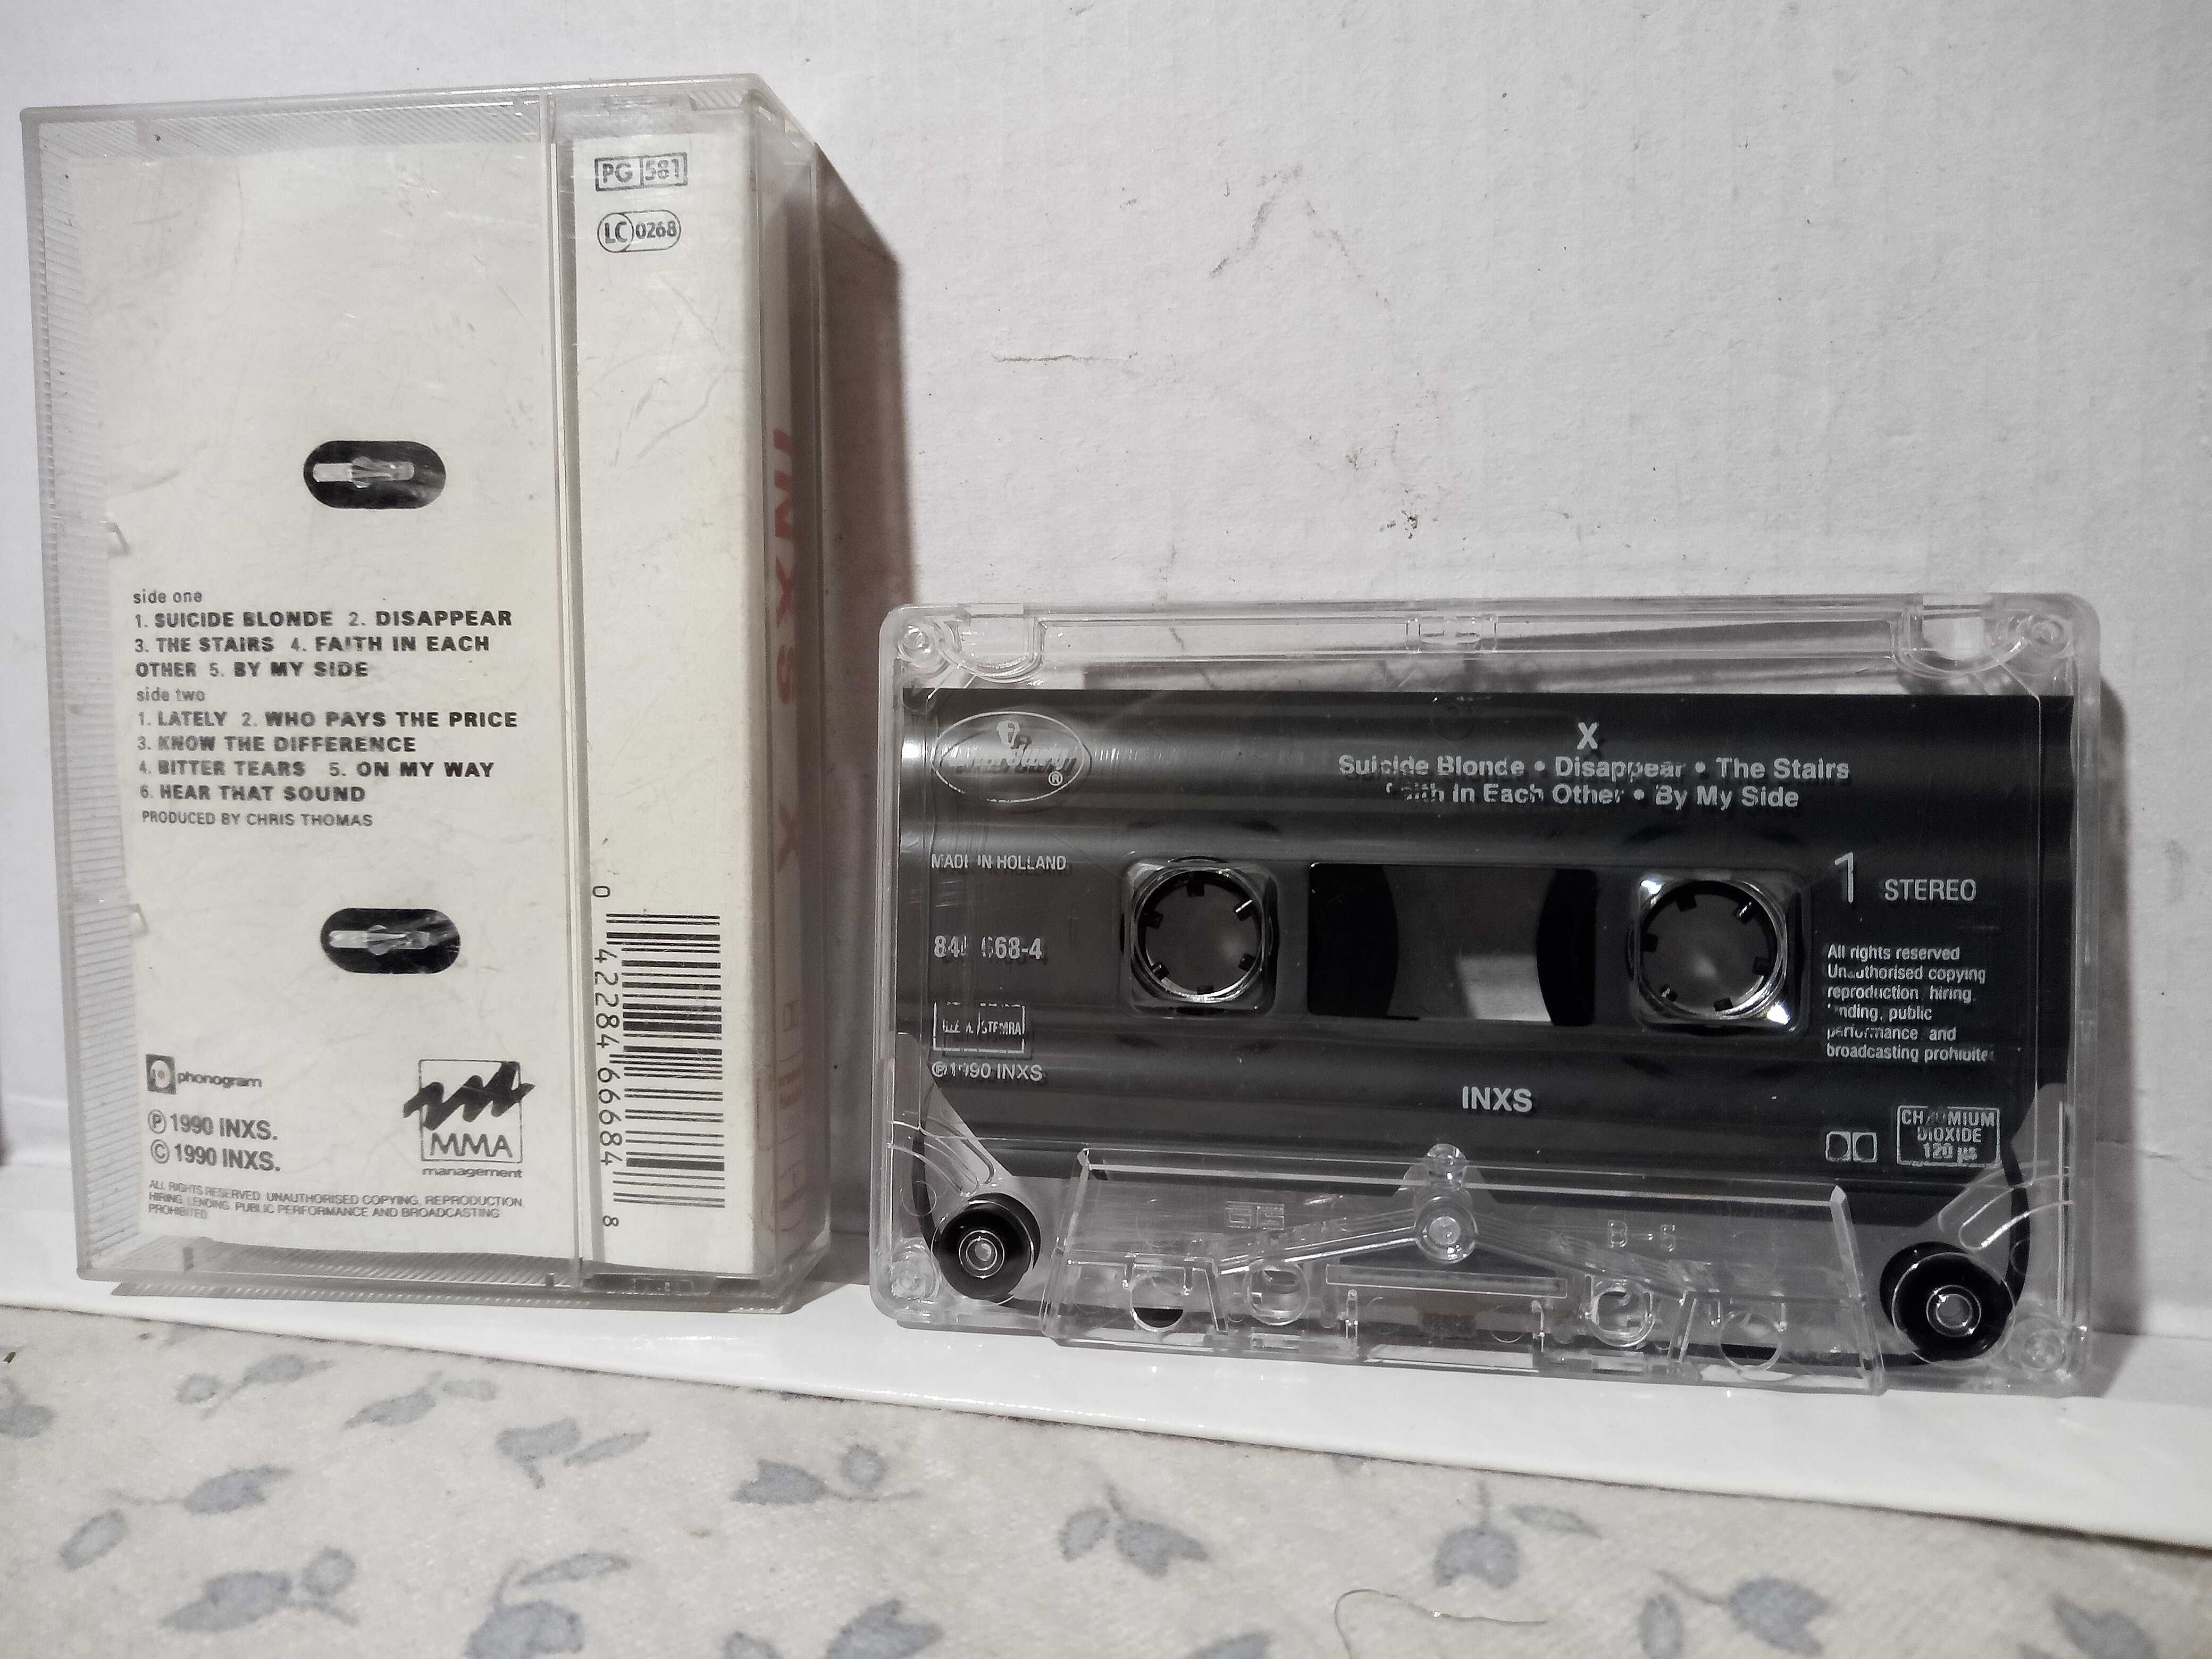 PG 581
LC 0268
side one
1. SUICIDE BLONDE 2. DISAPPEAR
3. THE STAIRS 4. FAITH IN EACH
OTHER 5. BY MY SIDE
side two
1. LATELY 2. WHO PAYS THE PRICE
3. KNOW THE DIFFERENCE
4. BITTER TEARS 5. ON MY WAY
6. HEAR THAT SOUND
PRODUCED BY CHRIS THOMAS
phonogram
℗ 1990 INXS.
© 1990 INXS.
MMA
management
ALL RIGHTS RESERVED. UNAUTHORISED COPYING, REPRODUCTION
HIRING, LENDING, PUBLIC PERFORMANCE AND BROADCASTING
PROHIBITED
0 42284 66684 8
INXS X
X
Suicide Blonde • Disappear • The Stairs
Faith In Each Other • By My Side
MADE IN HOLLAND
668-4
STEMRA
℗ 1990 INXS
1 STEREO
All rights reserved
Unauthorised copying
reproduction, hiring,
lending, public
performance and
broadcasting prohibited
INXS
CHROMIUM
DIOXIDE
120 µs
B-5